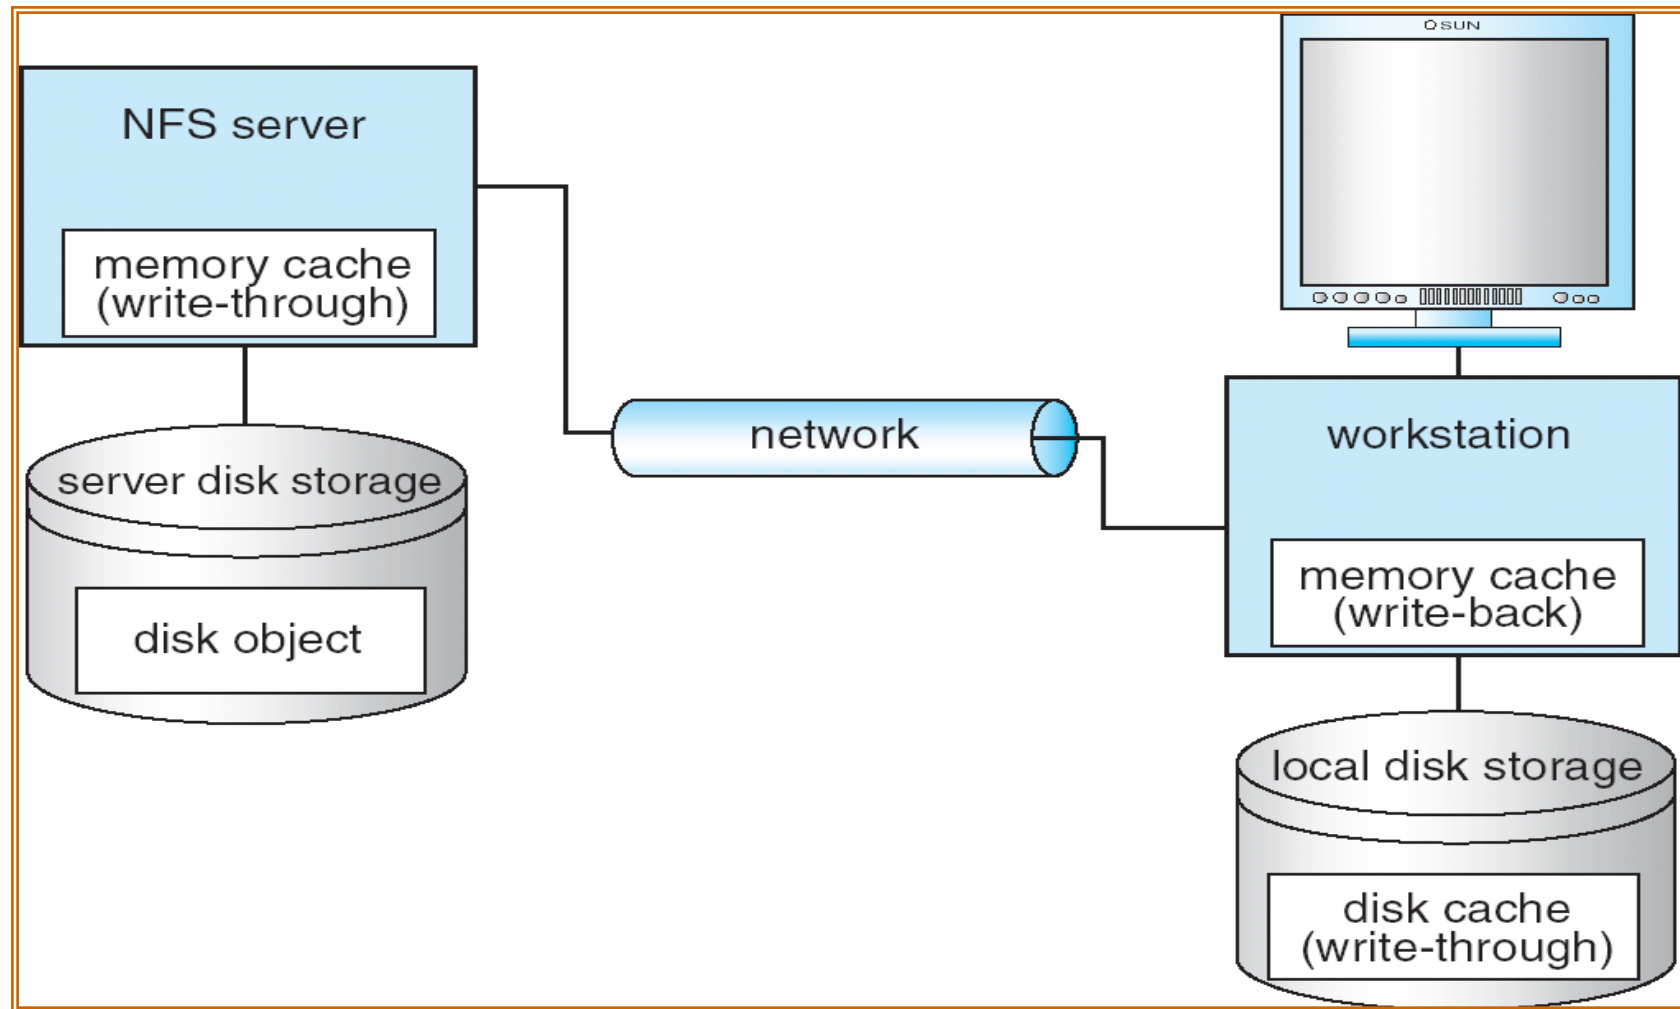 SUN
NFS server
memory cache
(write-through)
network
workstation
server disk storage
memory cache
(write-back)
disk object
local disk storage
disk cache
(write-through)